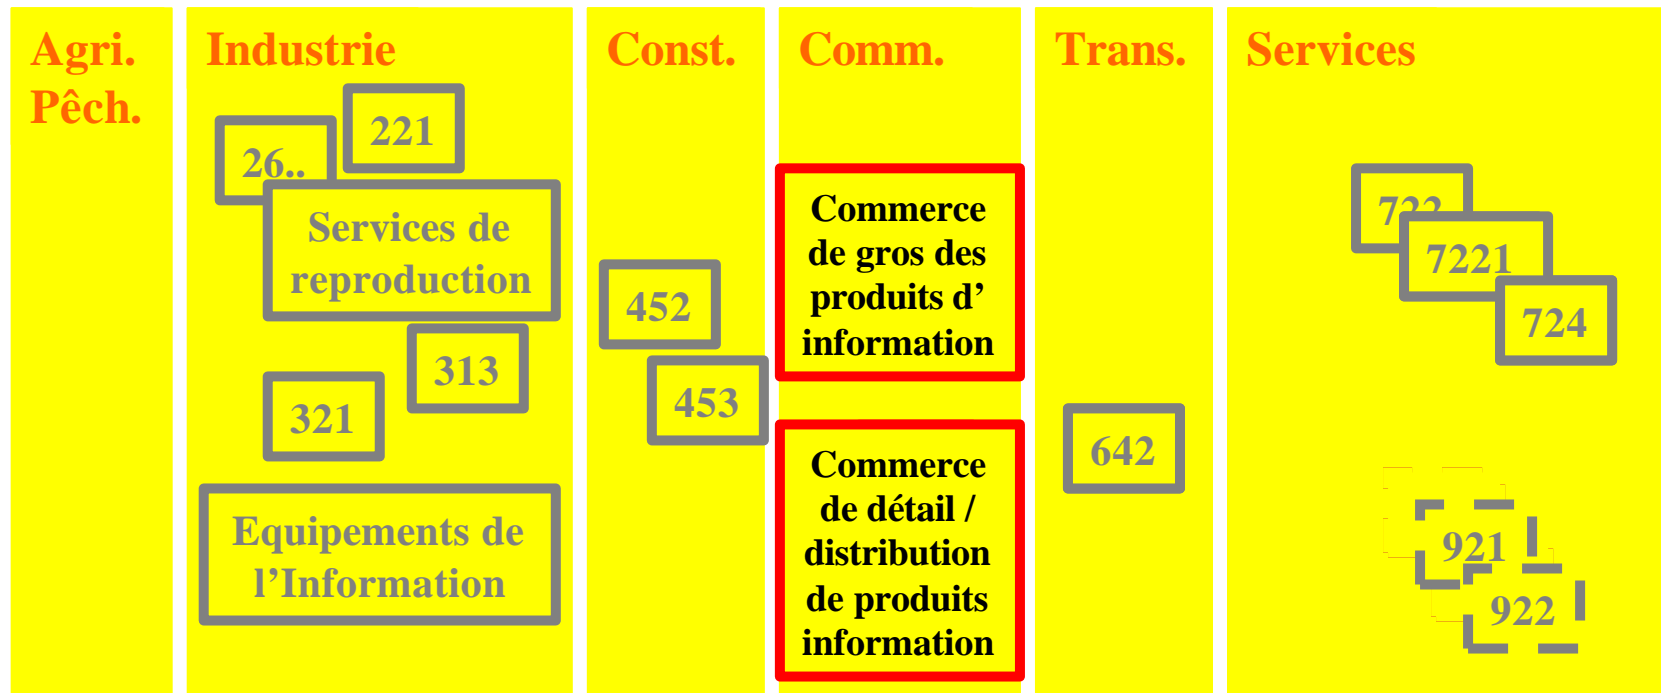 Agri.
Pêch.
Industrie
26..
221
Services de
reproduction
313
321
Equipements de
l’Information
Const.
452
453
Comm.
Commerce
de gros des
produits d’
information
Commerce
de détail /
distribution
de produits
information
Trans.
642
Services
722
7221
724
921
922